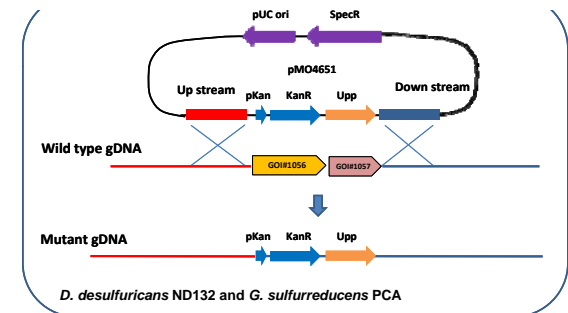 pUC ori SpecR
pMO4651
Up stream pKan KanR Upp Down stream
Wild type gDNA
GOI#1056 GOI#1057
Mutant gDNA pKan KanR Upp
D. desulfuricans ND132 and G. sulfurreducens PCA